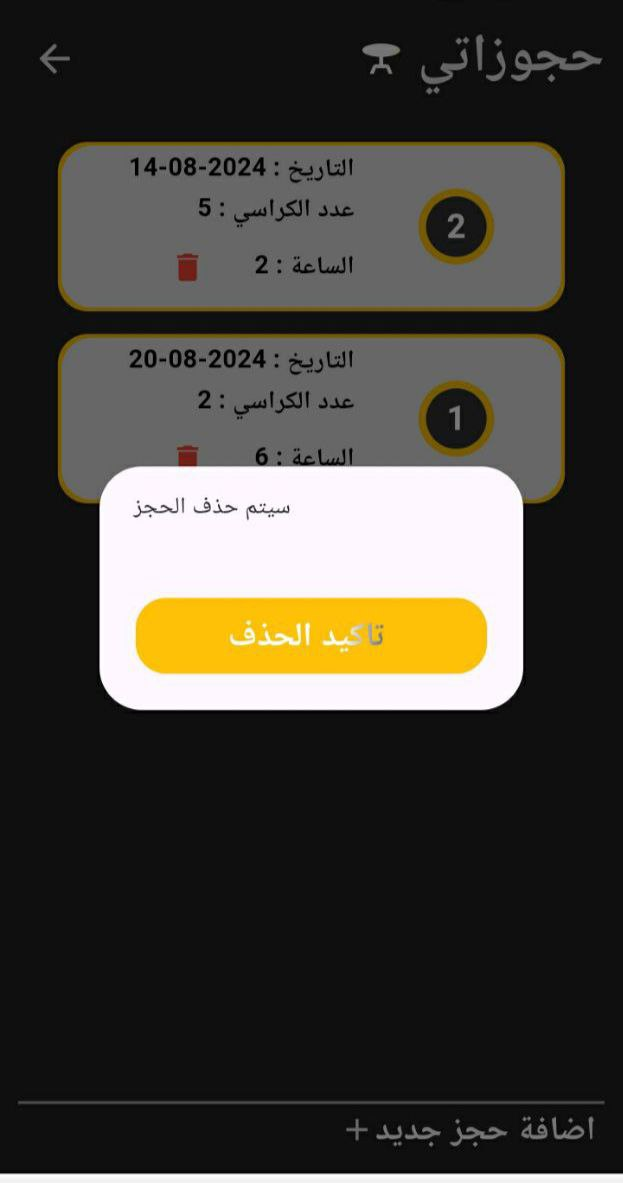 حجوزاتي
التاريخ : 2024-08-14
عدد الكراسي : 5
الساعة : 2
2
التاريخ : 2024-08-20
عدد الكراسي : 2
الساعة : 6
1
سيتم حذف الحجز
تاكيد الحذف
اضافة حجز جديد+